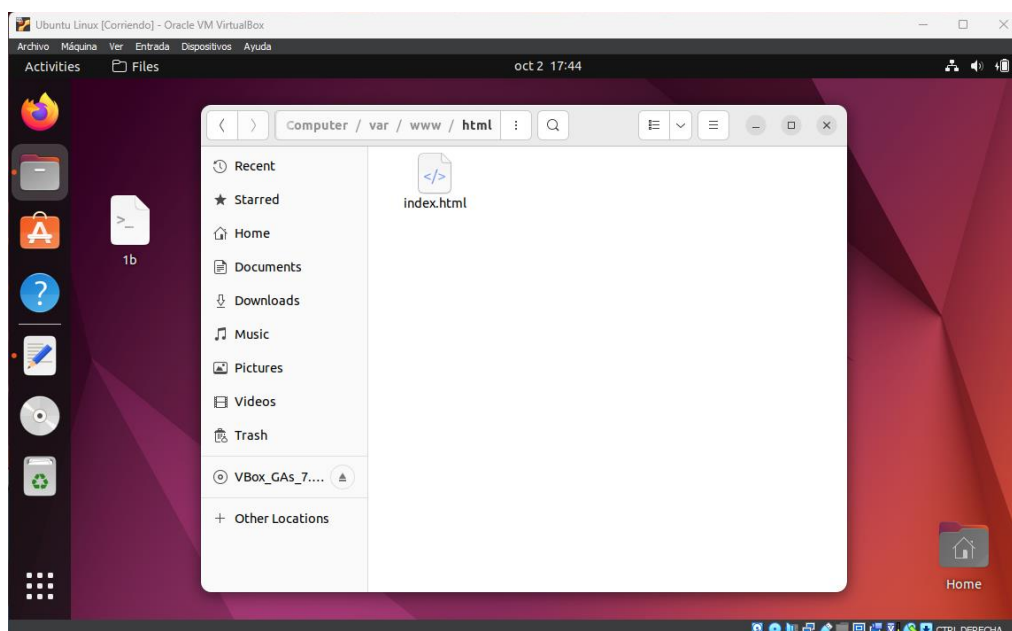 Ubuntu Linux [Corriendo] - Oracle VM VirtualBox
Archivo Máquina Ver Entrada Dispositivos Ayuda
Activities Files oct 2 17:44
Computer / var / www / html
Recent
Starred
Home
Documents
Downloads
Music
Pictures
Videos
Trash
VBox_GAs_7....
+ Other Locations
</>
index.html
>_
1b
A
?
Home
CTRL DERECHA